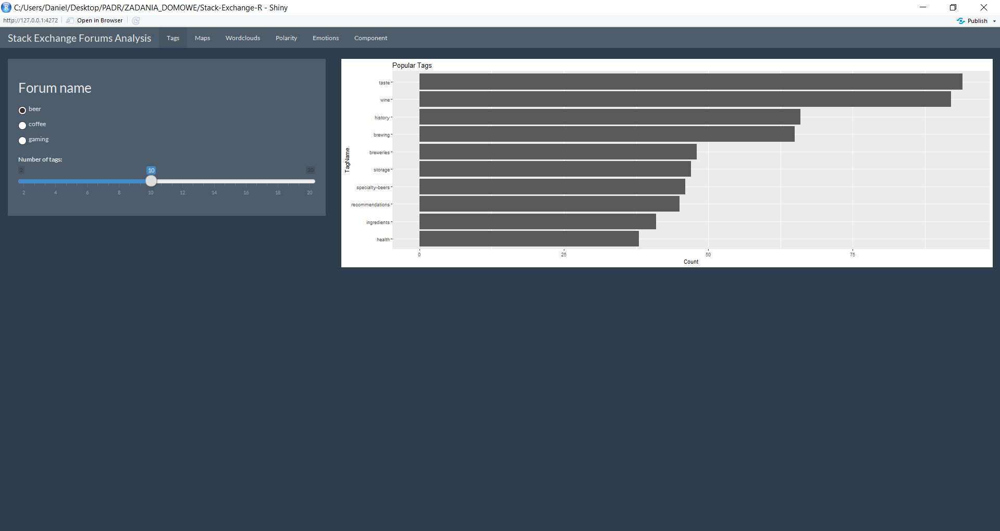 C:/Users/Daniel/Desktop/PADR/ZADANIA_DOMOWE/Stack-Exchange-R - Shiny
http://127.0.0.1:4272 Open in Browser Publish
Stack Exchange Forums Analysis Tags Maps Wordclouds Polarity Emotions Component
Forum name
beer
coffee
gaming
Number of tags:
2 10 20
2 4 6 8 10 12 14 16 18 20
Popular Tags
TagName
taste
wine
history
brewing
breweries
storage
specialty-beers
recommendations
ingredients
health
0 25 50 75
Count